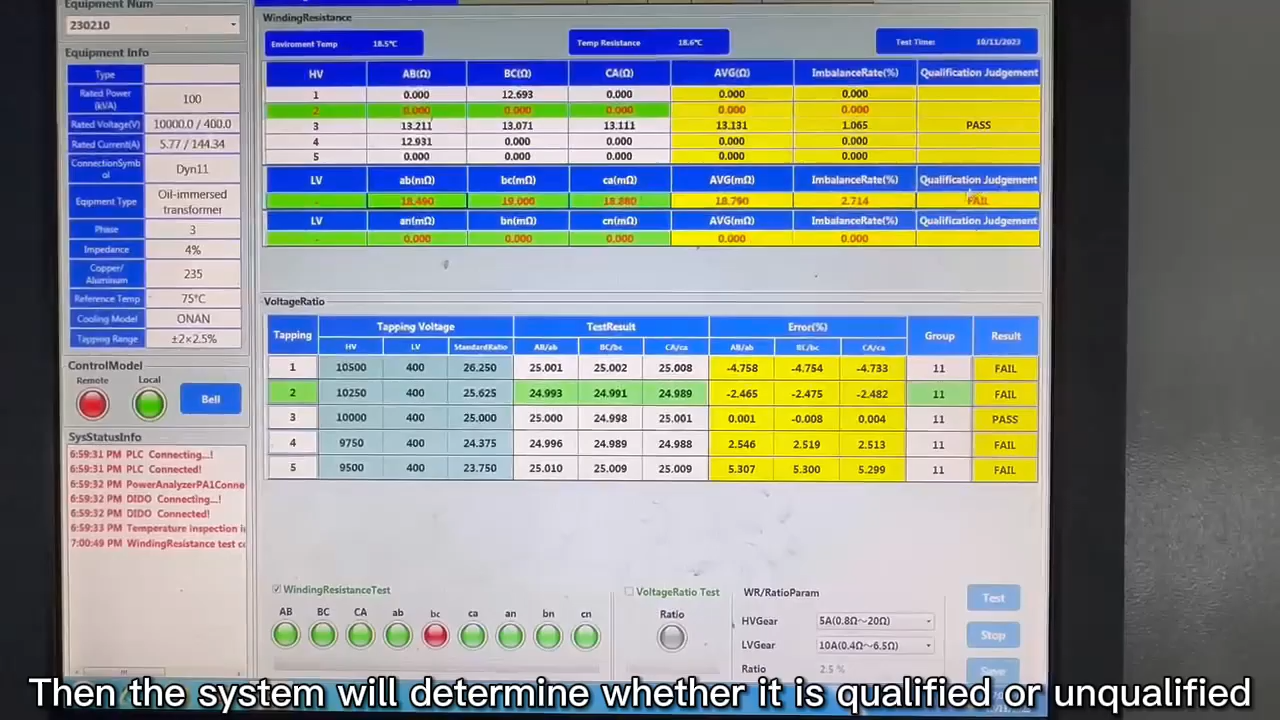 Equipment Num
230210
Equipment Info
Type
Rated Power (kVA) 100
Rated Voltage(V) 10000.0 / 400.0
Rated Current(A) 5.77 / 144.34
ConnectionSymb ol Dyn11
Eqipment Type Oil-immersed transformer
Phase 3
Impedance 4%
Copper/ Aluminum 235
Reference Temp 75℃
Cooling Model ONAN
Tapping Range ±2×2.5%
ControlModel
Remote Local Bell
SysStatusInfo
6:59:31 PM PLC Connecting...!
6:59:31 PM PLC Connected!
6:59:32 PM PowerAnalyzerPA1Conne
6:59:32 PM DIDO Connecting...!
6:59:32 PM DIDO Connected!
6:59:33 PM Temperature inspection i
7:00:49 PM WindingResistance test c
WindingResistance
Enviroment Temp 18.5℃ Temp Resistance 18.6℃ Test Time: 10/11/2023
HV AB(Ω) BC(Ω) CA(Ω) AVG(Ω) ImbalanceRate(%) Qualification Judgement
1 0.000 12.693 0.000 0.000 0.000
2 0.000 0.000 0.000 0.000 0.000
3 13.211 13.071 13.111 13.131 1.065 PASS
4 12.931 0.000 0.000 0.000 0.000
5 0.000 0.000 0.000 0.000 0.000
LV ab(mΩ) bc(mΩ) ca(mΩ) AVG(mΩ) ImbalanceRate(%) Qualification Judgement
- 18.490 19.000 18.880 18.790 2.714 FAIL
LV an(mΩ) bn(mΩ) cn(mΩ) AVG(mΩ) ImbalanceRate(%) Qualification Judgement
- 0.000 0.000 0.000 0.000 0.000
VoltageRatio
Tapping Tapping Voltage TestResult Error(%) Group Result
HV LV StandardRatio AB/ab BC/bc CA/ca AB/ab BC/bc CA/ca
1 10500 400 26.250 25.001 25.002 25.008 -4.758 -4.754 -4.733 11 FAIL
2 10250 400 25.625 24.993 24.991 24.989 -2.465 -2.475 -2.482 11 FAIL
3 10000 400 25.000 25.000 24.998 25.001 0.001 -0.008 0.004 11 PASS
4 9750 400 24.375 24.996 24.989 24.988 2.546 2.519 2.513 11 FAIL
5 9500 400 23.750 25.010 25.009 25.009 5.307 5.300 5.299 11 FAIL
WindingResistanceTest
AB BC CA ab bc ca an bn cn
VoltageRatio Test
Ratio
WR/RatioParam
HVGear 5A(0.8Ω~20Ω)
LVGear 10A(0.4Ω~6.5Ω)
Ratio 2.5 %
Test
Stop
Save
Then the system will determine whether it is qualified or unqualified